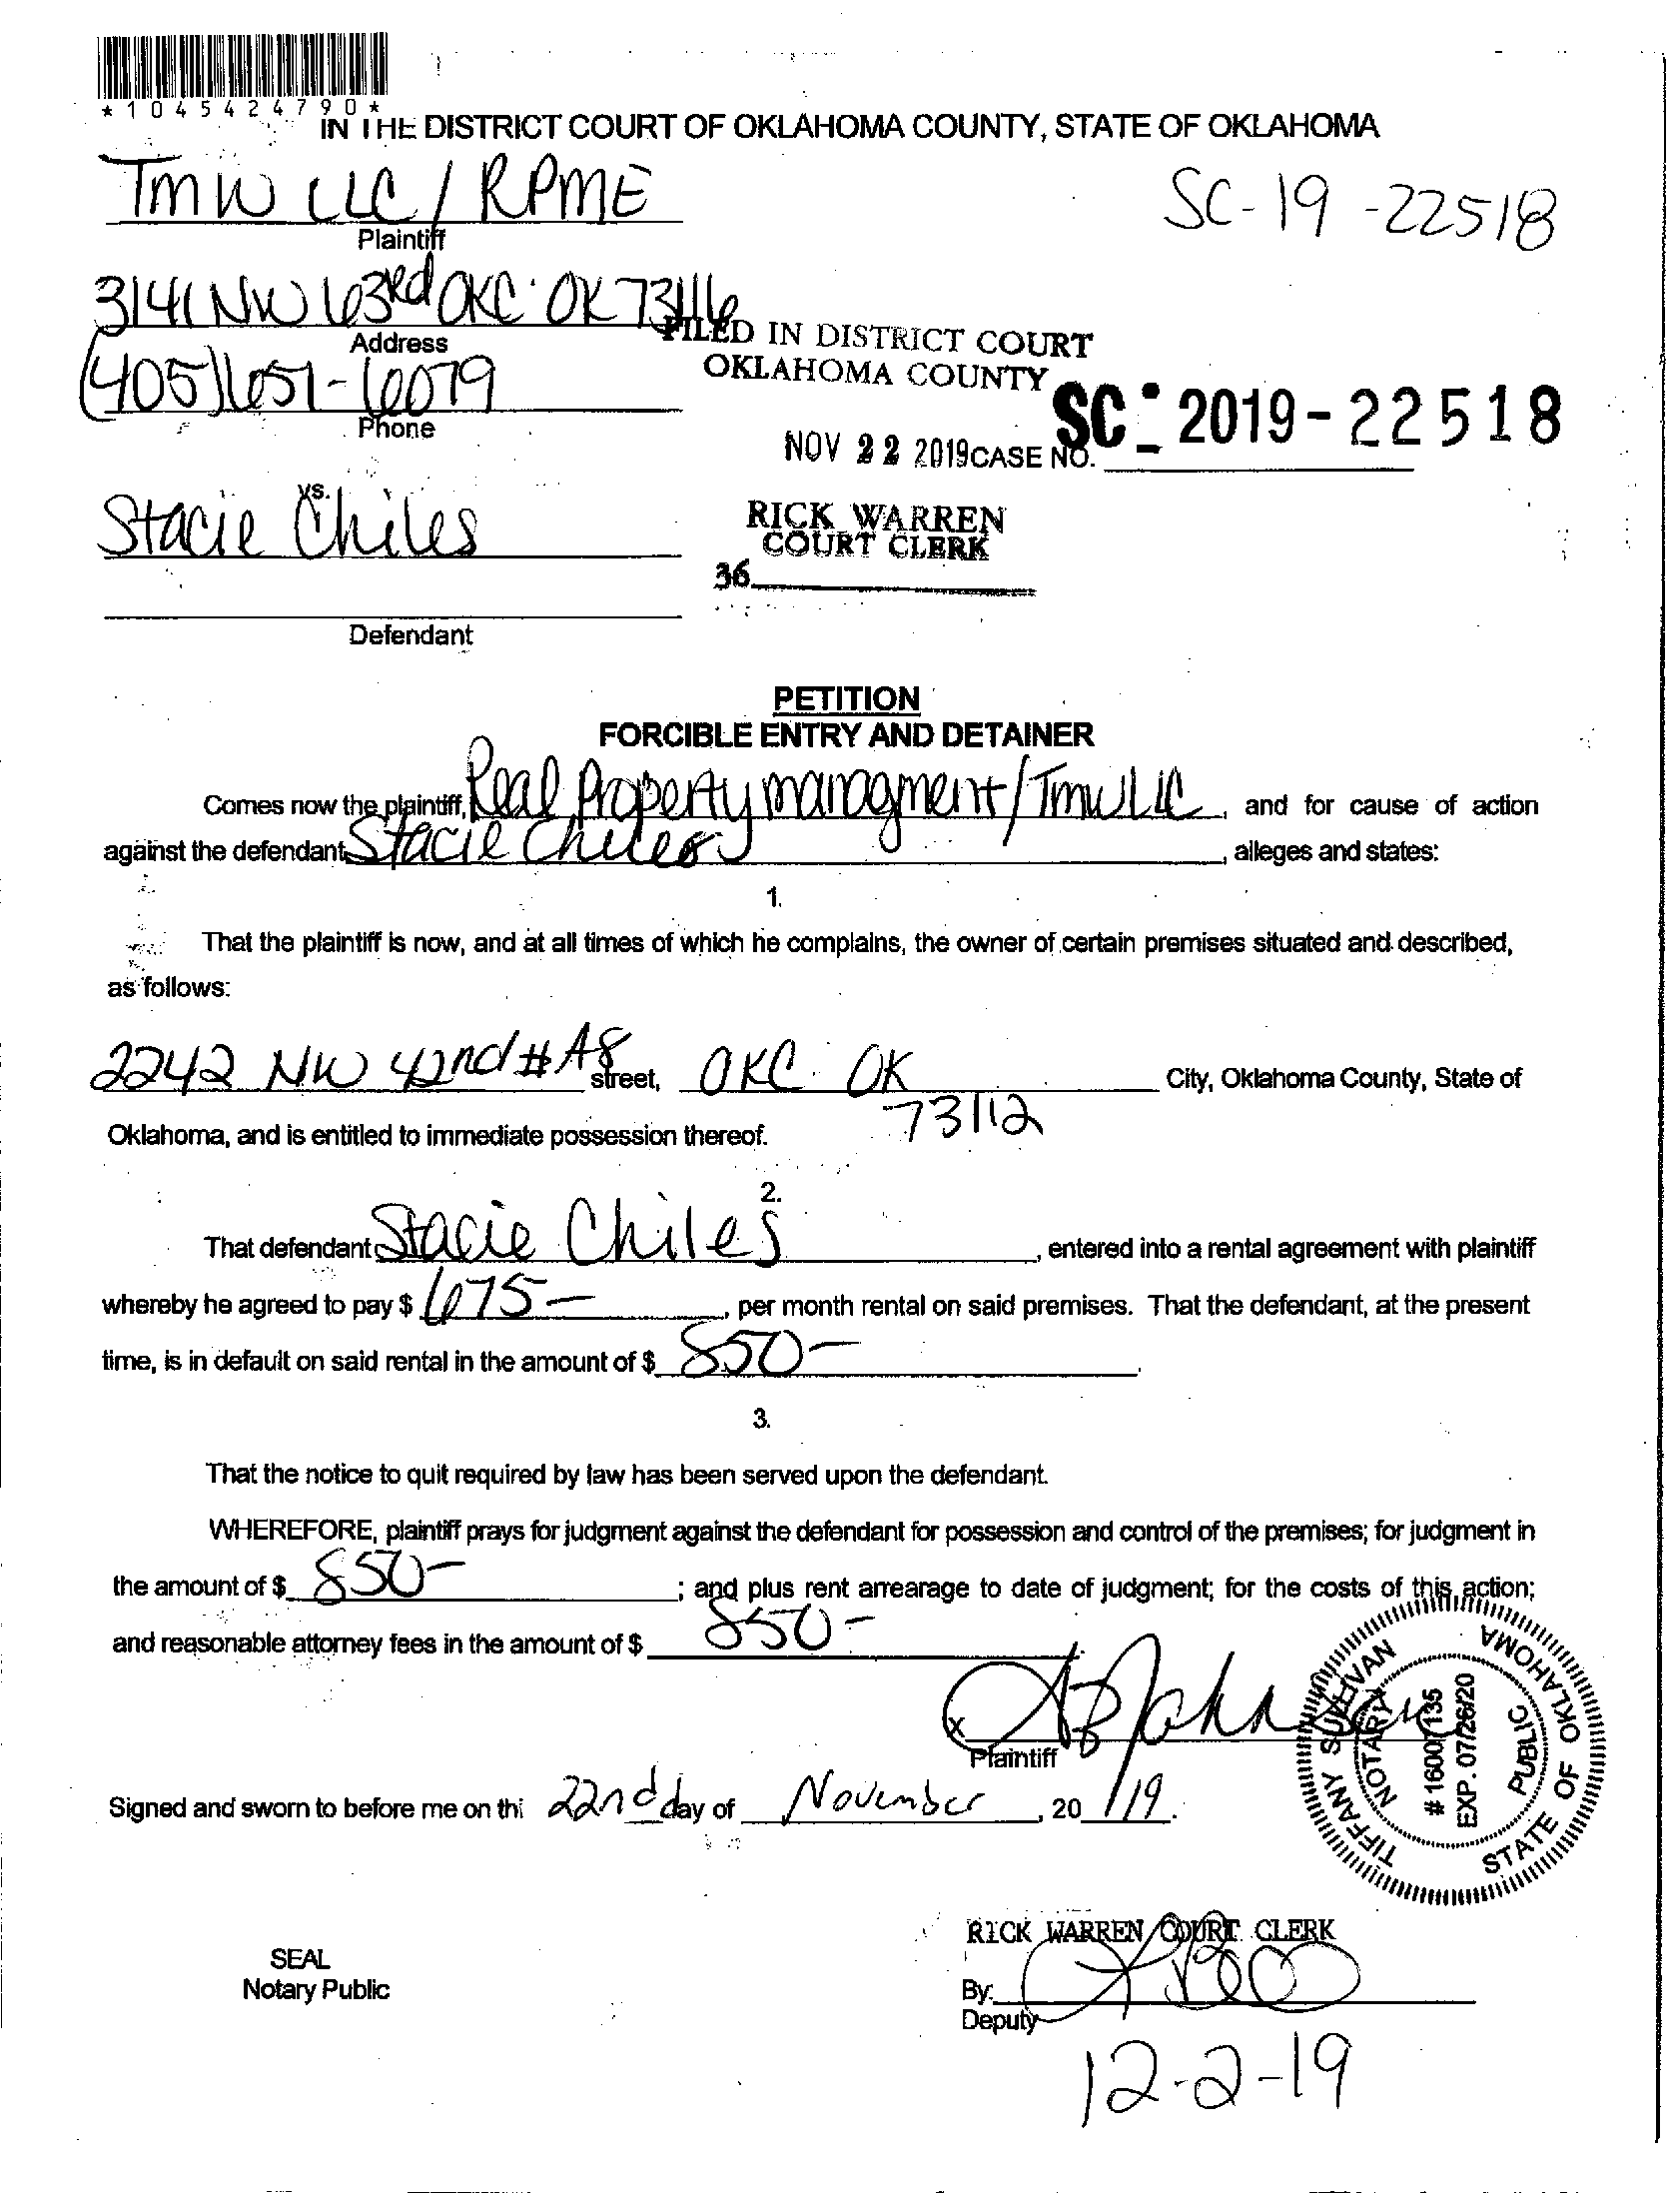 *1045424790*
IN THE DISTRICT COURT OF OKLAHOMA COUNTY, STATE OF OKLAHOMA
TMW LLC / RPME
Plaintiff
SC-19-22518
3141 NW 63rd OKC OK 73116
Address
FILED IN DISTRICT COURT
OKLAHOMA COUNTY
(405)651-6079
Phone
NOV 22 2019 CASE NO. SC-2019-22518
vs.
Stacie Chiles
RICK WARREN
COURT CLERK
36
Defendant
PETITION
FORCIBLE ENTRY AND DETAINER
Comes now the plaintiff, Real Property managment/TmwLLC, and for cause of action
against the defendant, Stacie Chiles, alleges and states:
1.
That the plaintiff is now, and at all times of which he complains, the owner of certain premises situated and described,
as follows:
2242 NW 42nd #A8 street, OKC OK City, Oklahoma County, State of
73112
Oklahoma, and is entitled to immediate possession thereof.
2.
That defendant Stacie Chiles, entered into a rental agreement with plaintiff
whereby he agreed to pay $ 675-, per month rental on said premises. That the defendant, at the present
time, is in default on said rental in the amount of $ 850-.
3.
That the notice to quit required by law has been served upon the defendant.
WHEREFORE, plaintiff prays for judgment against the defendant for possession and control of the premises; for judgment in
the amount of $ 850-; and plus rent arrearage to date of judgment; for the costs of this action;
and reasonable attorney fees in the amount of $ 850-
x
Plaintiff
TIFFANY SULLIVAN
NOTARY PUBLIC
# 16007135
EXP. 07/26/20
STATE OF OKLAHOMA
Signed and sworn to before me on thi 22nd day of November, 20 19.
RICK WARREN COURT CLERK
SEAL
Notary Public
By:
Deputy
12-2-19